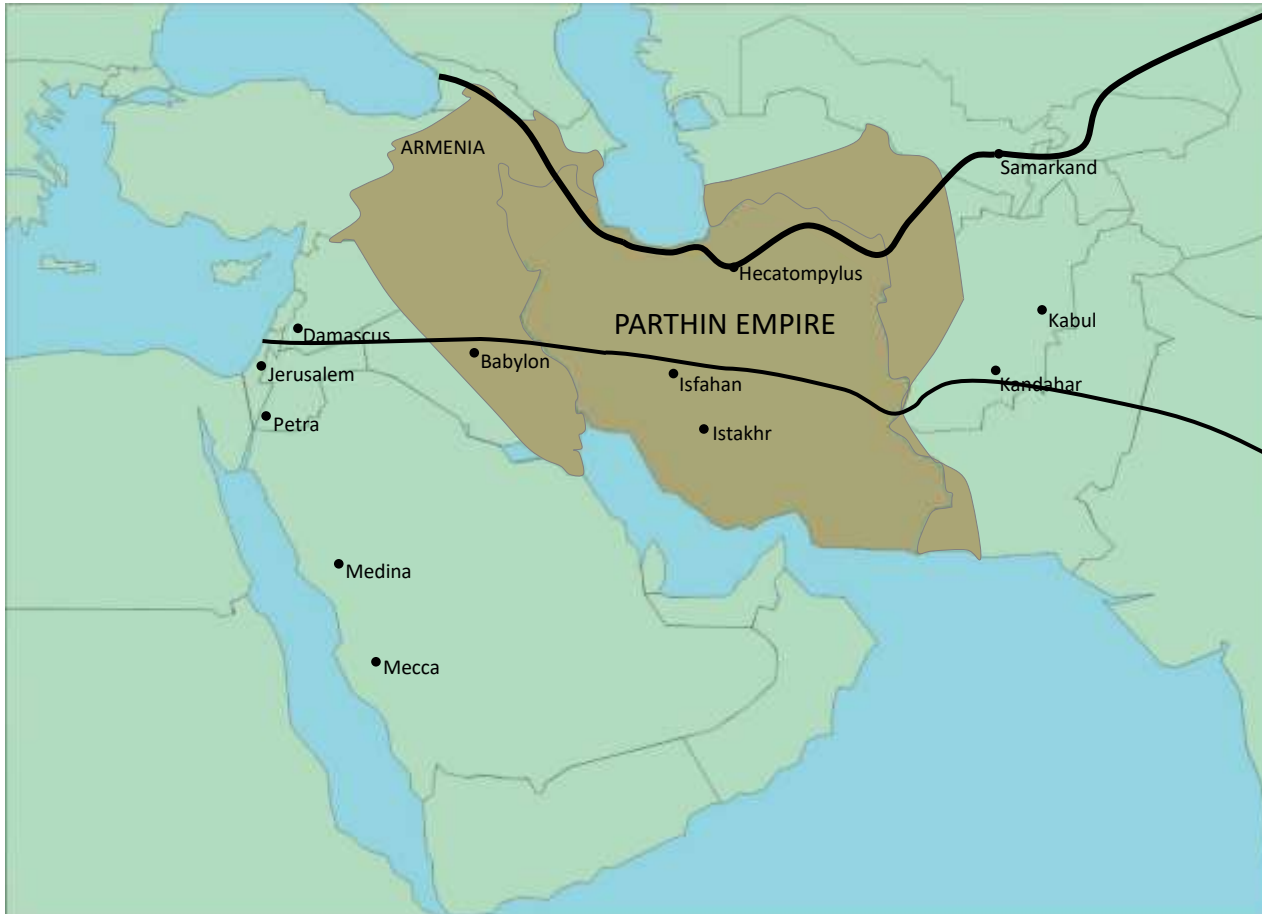 ARMENIA
Samarkand
Hecatompylus
PARTHIN EMPIRE
Kabul
Damascus
Babylon
Jerusalem
Isfahan
Kandahar
Petra
Istakhr
Medina
Mecca